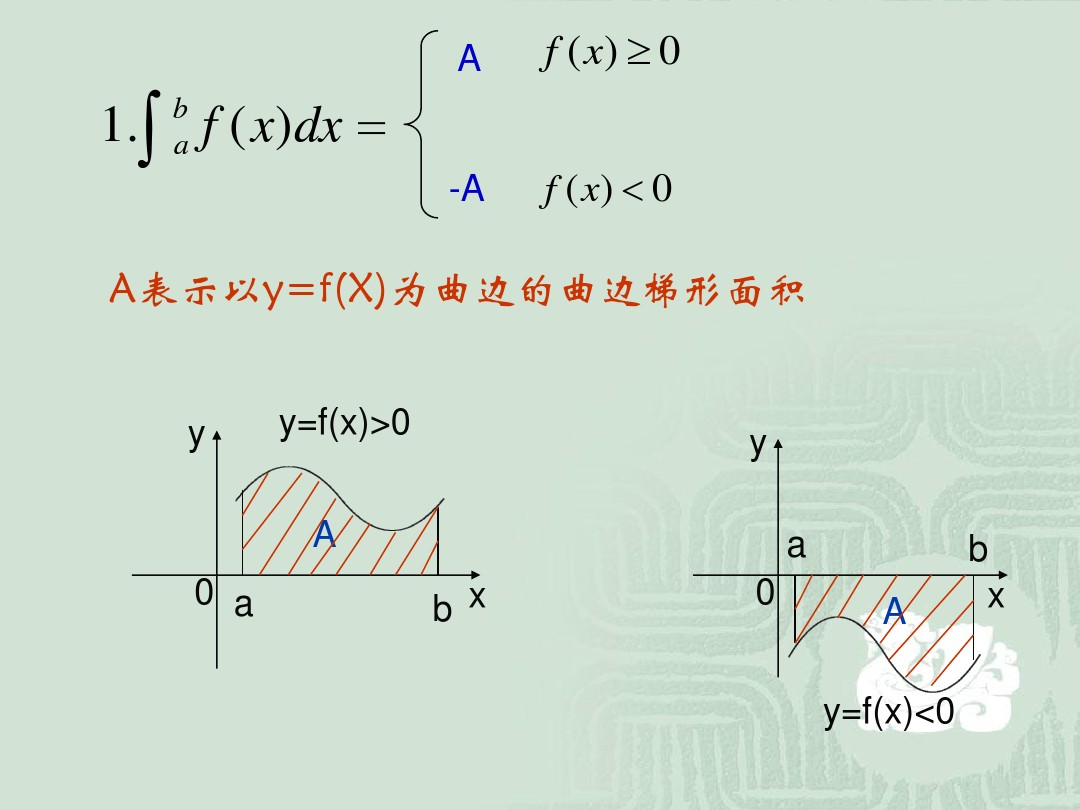 A f(x)≥0
1.∫ᵇₐf(x)dx=
-A f(x)<0
A表示以y=f(X)为曲边的曲边梯形面积
y y=f(x)>0
A
0 a b x
y
a b
0 A x
y=f(x)<0